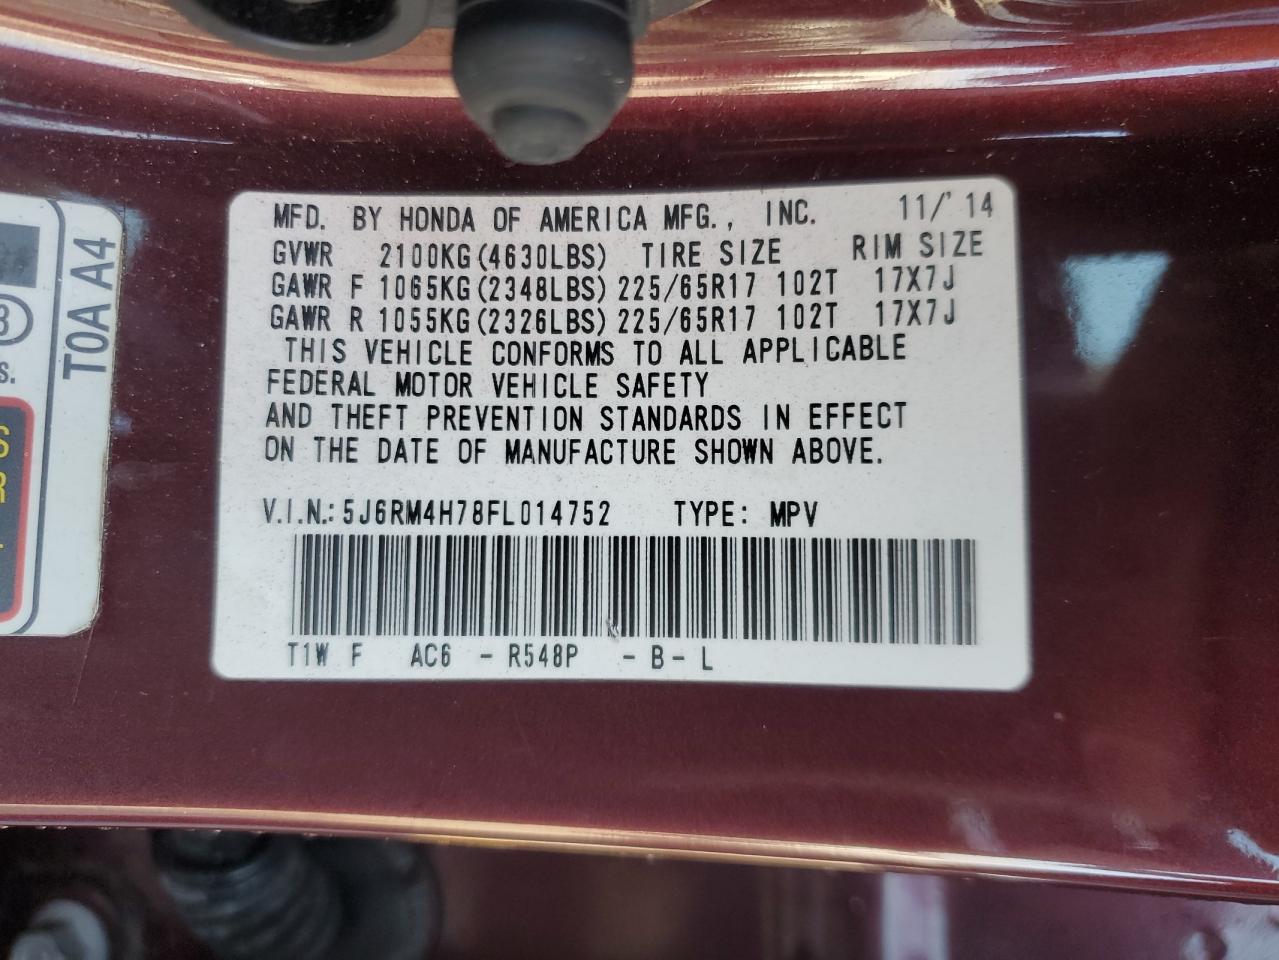 MFD. BY HONDA OF AMERICA MFG., INC. 11/'14
GVWR 2100KG(4630LBS) TIRE SIZE RIM SIZE
GAWR F 1065KG(2348LBS) 225/65R17 102T 17X7J
GAWR R 1055KG(2326LBS) 225/65R17 102T 17X7J
THIS VEHICLE CONFORMS TO ALL APPLICABLE
FEDERAL MOTOR VEHICLE SAFETY
AND THEFT PREVENTION STANDARDS IN EFFECT
ON THE DATE OF MANUFACTURE SHOWN ABOVE.
V.I.N.: 5J6RM4H78FL014752 TYPE: MPV
T1W F AC6 - R548P - B - L
T0A A4